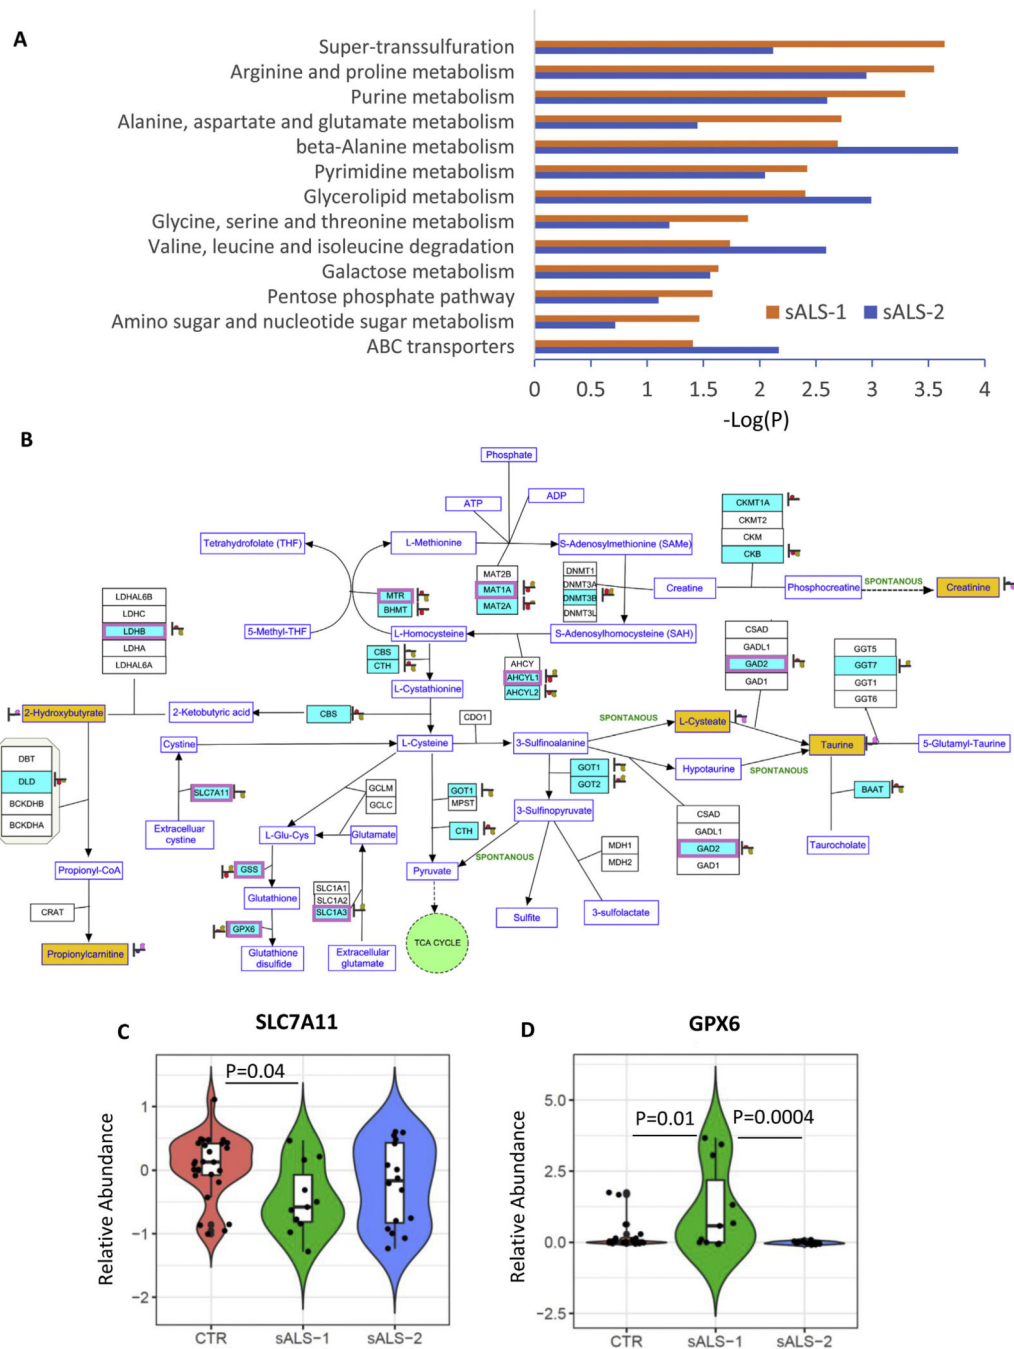 A
Super-transsulfuration
Arginine and proline metabolism
Purine metabolism
Alanine, aspartate and glutamate metabolism
beta-Alanine metabolism
Pyrimidine metabolism
Glycerolipid metabolism
Glycine, serine and threonine metabolism
Valine, leucine and isoleucine degradation
Galactose metabolism
Pentose phosphate pathway
Amino sugar and nucleotide sugar metabolism
ABC transporters
sALS-1 sALS-2
0 0.5 1 1.5 2 2.5 3 3.5 4
-Log(P)
B
Phosphate
ATP
ADP
Tetrahydrofolate (THF)
L-Methionine
S-Adenosylmethionine (SAMe)
CKMT1A
CKMT2
CKM
CKB
MAT2B
MAT1A
MAT2A
DNMT1
DNMT3A
DNMT3B
DNMT3L
Creatine
Phosphocreatine
SPONTANOUS
Creatinine
MTR
BHMT
5-Methyl-THF
L-Homocysteine
S-Adenosylhomocysteine (SAH)
LDHAL6B
LDHC
LDHB
LDHA
LDHAL6A
CBS
CTH
AHCY
AHCYL1
AHCYL2
CSAD
GADL1
GAD2
GAD1
GGT5
GGT7
GGT1
GGT6
L-Cystathionine
2-Hydroxybutyrate
2-Ketobutyric acid
CBS
CDO1
SPONTANOUS
L-Cysteate
Cystine
L-Cysteine
3-Sulfinoalanine
Taurine
5-Glutamyl-Taurine
Hypotaurine
SPONTANOUS
DBT
DLD
BCKDHB
BCKDHA
SLC7A11
GCLM
GCLC
GOT1
MPST
GOT1
GOT2
BAAT
Extracelluar
cystine
L-Glu-Cys
Glutamate
CTH
3-Sulfinopyruvate
CSAD
GADL1
GAD2
GAD1
Taurocholate
SPONTANOUS
MDH1
MDH2
Propionyl-CoA
GSS
Pyruvate
SLC1A1
SLC1A2
SLC1A3
Glutathione
CRAT
GPX6
Sulfite
3-sulfolactate
TCA CYCLE
Propionylcarnitine
Glutathione
disulfide
Extracellular
glutamate
C
SLC7A11
P=0.04
Relative Abundance
1
0
−1
−2
CTR sALS−1 sALS−2
D
GPX6
P=0.01 P=0.0004
Relative Abundance
5.0
2.5
0.0
−2.5
CTR sALS−1 sALS−2